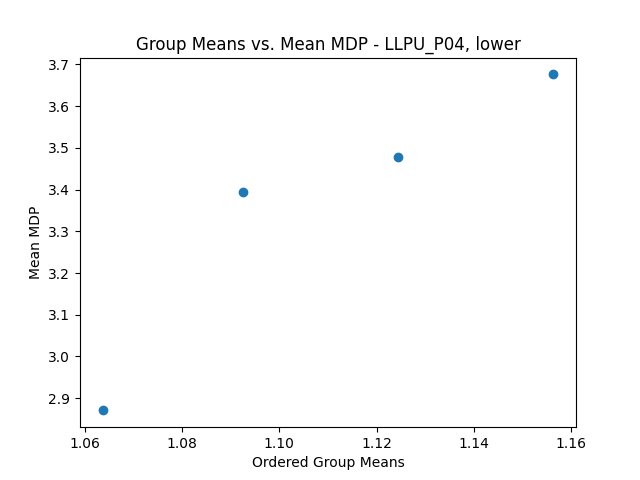 Group Means vs. Mean MDP - LLPU_P04, lower
3.7
3.6
3.5
3.4
3.3
3.2
3.1
3.0
2.9
Mean MDP
1.06 1.08 1.10 1.12 1.14 1.16
Ordered Group Means